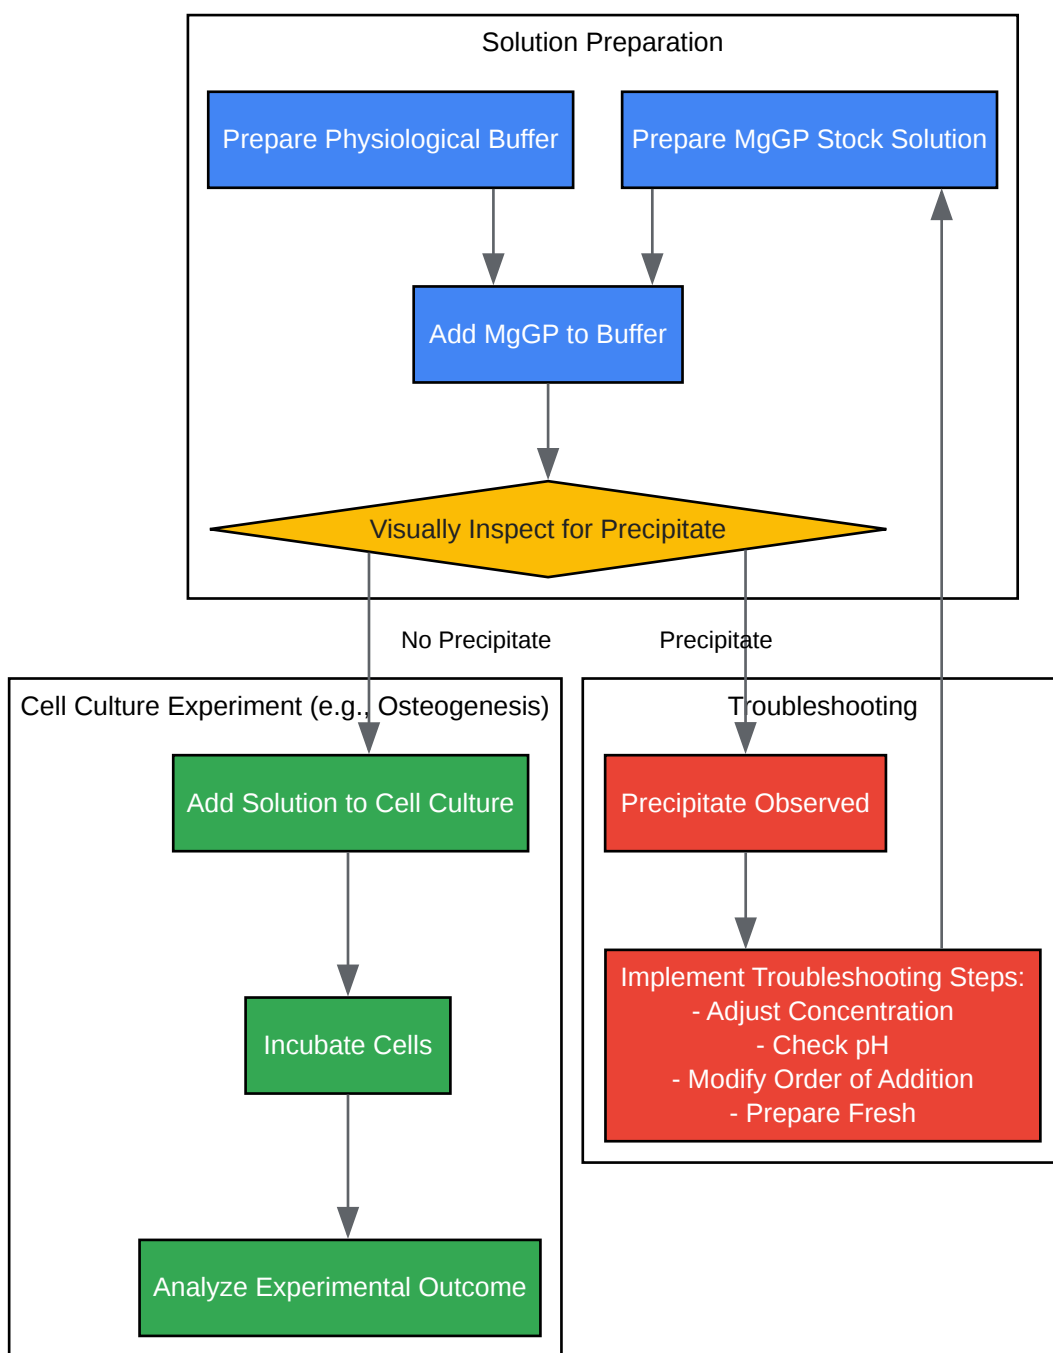 Solution Preparation
Prepare Physiological Buffer
Prepare MgGP Stock Solution
Add MgGP to Buffer
Visually Inspect for Precipitate
No Precipitate
Precipitate
Cell Culture Experiment (e.g., Osteogenesis)
Troubleshooting
Add Solution to Cell Culture
Precipitate Observed
Incubate Cells
Implement Troubleshooting Steps:
- Adjust Concentration
- Check pH
- Modify Order of Addition
- Prepare Fresh
Analyze Experimental Outcome